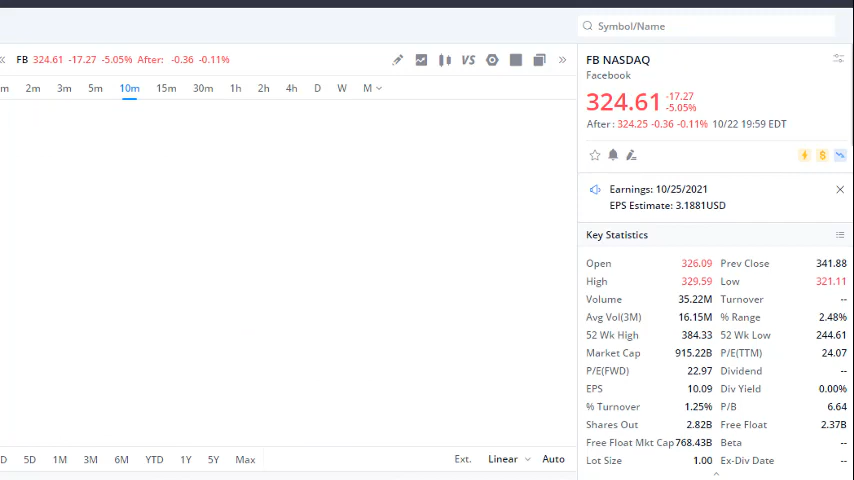 Symbol/Name
FB 324.61 -17.27 -5.05% After: -0.36 -0.11%
VS
m 2m 3m 5m 10m 15m 30m 1h 2h 4h D W M
FB NASDAQ
Facebook
324.61 -17.27
-5.05%
After : 324.25 -0.36 -0.11% 10/22 19:59 EDT
Earnings: 10/25/2021
EPS Estimate: 3.1881USD
Key Statistics
Open 326.09 Prev Close 341.88
High 329.59 Low 321.11
Volume 35.22M Turnover --
Avg Vol(3M) 16.15M % Range 2.48%
52 Wk High 384.33 52 Wk Low 244.61
Market Cap 915.22B P/E(TTM) 24.07
P/E(FWD) 22.97 Dividend --
EPS 10.09 Div Yield 0.00%
% Turnover 1.25% P/B 6.64
Shares Out 2.82B Free Float 2.37B
Free Float Mkt Cap 768.43B Beta --
Lot Size 1.00 Ex-Div Date --
D 5D 1M 3M 6M YTD 1Y 5Y Max Ext. Linear Auto